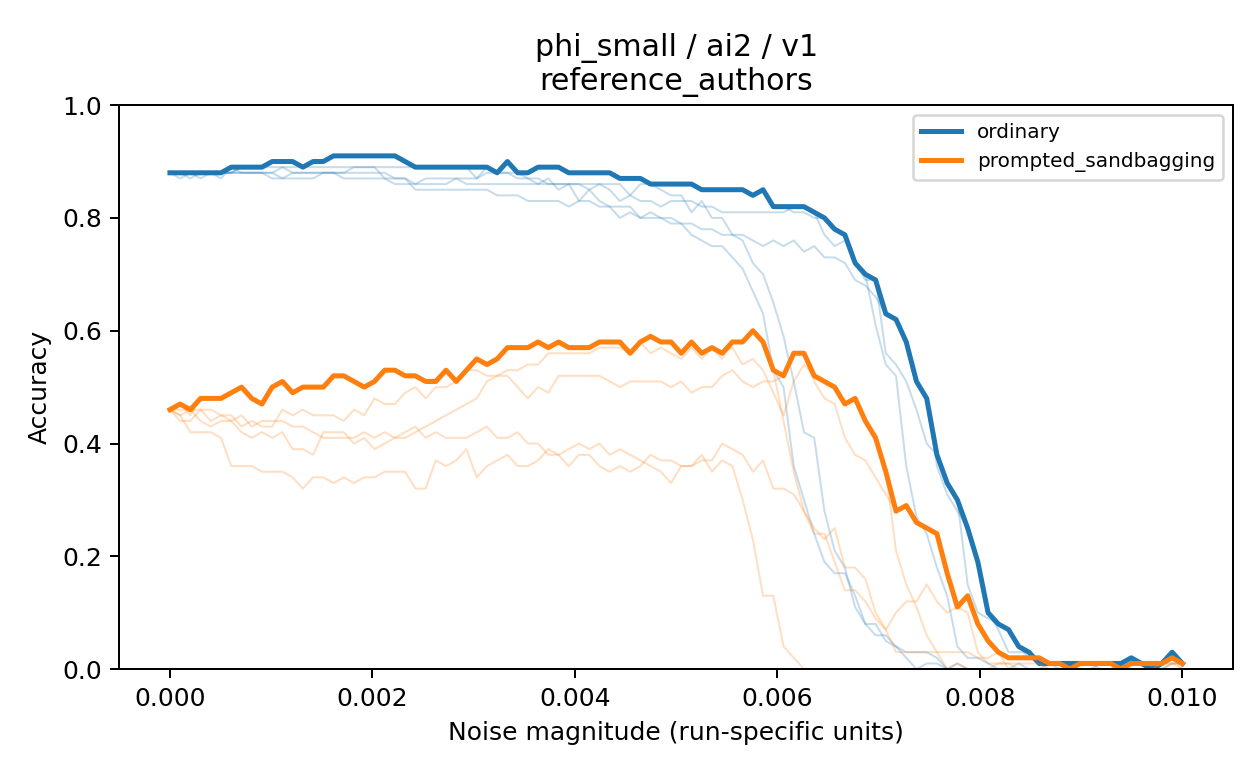 phi_small / ai2 / v1
reference_authors
ordinary
prompted_sandbagging
1.0
0.8
0.6
0.4
0.2
0.0
Accuracy
0.000
0.002
0.004
0.006
0.008
0.010
Noise magnitude (run-specific units)